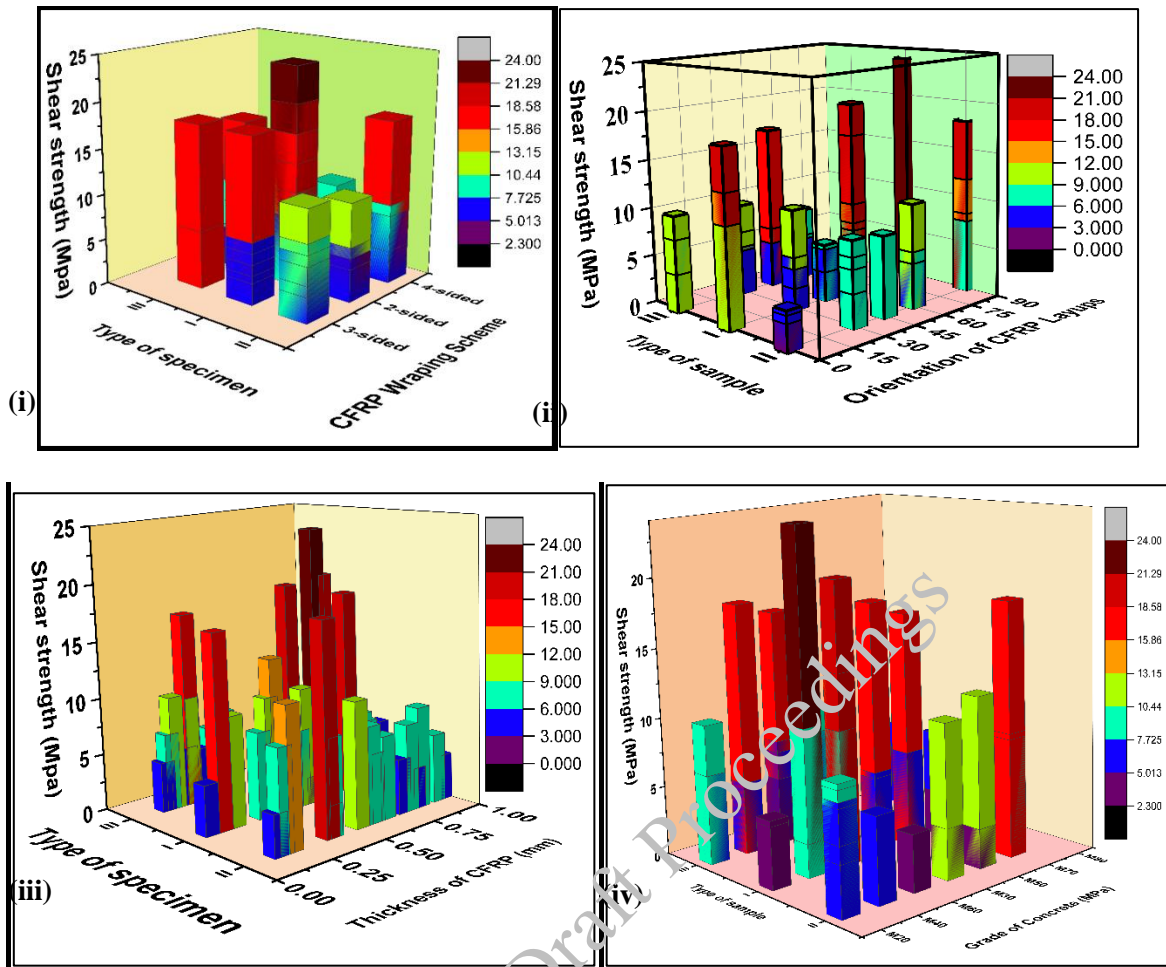 25
20
15
10
5
0
Shear strength (Mpa)
III
I
II
Type of specimen
3-sided
2-sided
4-sided
CFRP Wraping Scheme
24.00
21.29
18.58
15.86
13.15
10.44
7.725
5.013
2.300
(i)
25
20
15
10
5
0
Shear strength (MPa)
III
I
II
Type of sample
0
15
30
45
60
75
90
Orientation of CFRP Layups
24.00
21.00
18.00
15.00
12.00
9.000
6.000
3.000
0.000
(ii)
25
20
15
10
5
0
Shear strength (Mpa)
III
I
II
Type of specimen
0.00
0.25
0.50
0.75
1.00
Thickness of CFRP (mm)
24.00
21.00
18.00
15.00
12.00
9.000
6.000
3.000
0.000
(iii)
20
15
10
5
0
Shear strength (MPa)
I
II
Type of sample
M20
M40
M60
M30
M50
M70
Grade of Concrete (MPa)
24.00
21.29
18.58
15.86
13.15
10.44
7.725
5.013
2.300
iv)
Draft Proceedings